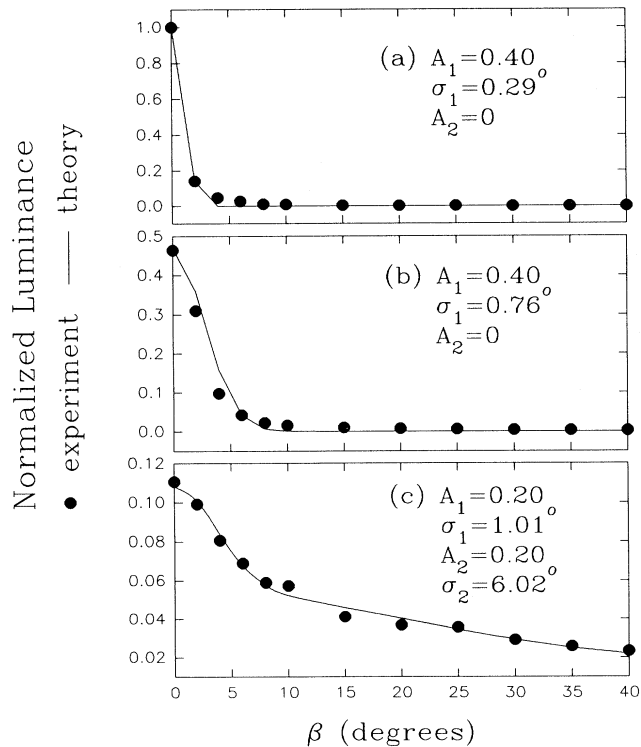 Normalized Luminance
● experiment — theory
1.0
0.8
0.6
0.4
0.2
0.0
(a) A₁=0.40
σ₁=0.29°
A₂=0
0.5
0.4
0.3
0.2
0.1
0.0
(b) A₁=0.40
σ₁=0.76°
A₂=0
0.12
0.10
0.08
0.06
0.04
0.02
(c) A₁=0.20
σ₁=1.01°
A₂=0.20
σ₂=6.02°
0 5 10 15 20 25 30 35 40
β (degrees)